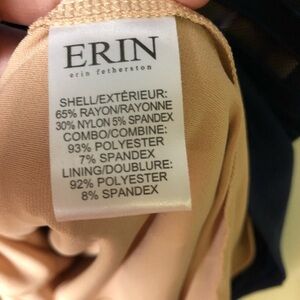 ERIN
erin fetherston
SHELL/EXTÉRIEUR:
65% RAYON/RAYONNE
30% NYLON 5% SPANDEX
COMBO/COMBINE:
93% POLYESTER
7% SPANDEX
LINING/DOUBLURE:
92% POLYESTER
8% SPANDEX